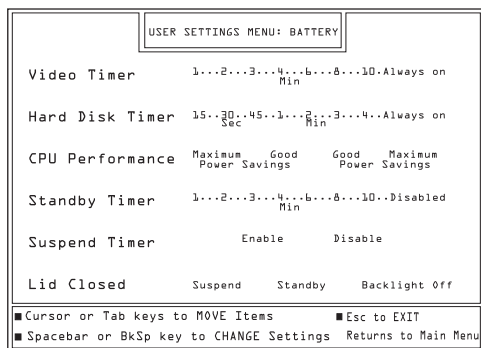 USER SETTINGS MENU: BATTERY
Video Timer 1...2...3...4...6...8...10.Always on
Min
Hard Disk Timer 15..30..45..1...2...3...4..Always on
Sec Min
CPU Performance Maximum Good Good Maximum
Power Savings Power Savings
Standby Timer 1...2...3...4...6...8...10..Disabled
Min
Suspend Timer Enable Disable
Lid Closed Suspend Standby Backlight Off
■ Cursor or Tab keys to MOVE Items ■ Esc to EXIT
■ Spacebar or BkSp key to CHANGE Settings Returns to Main Menu